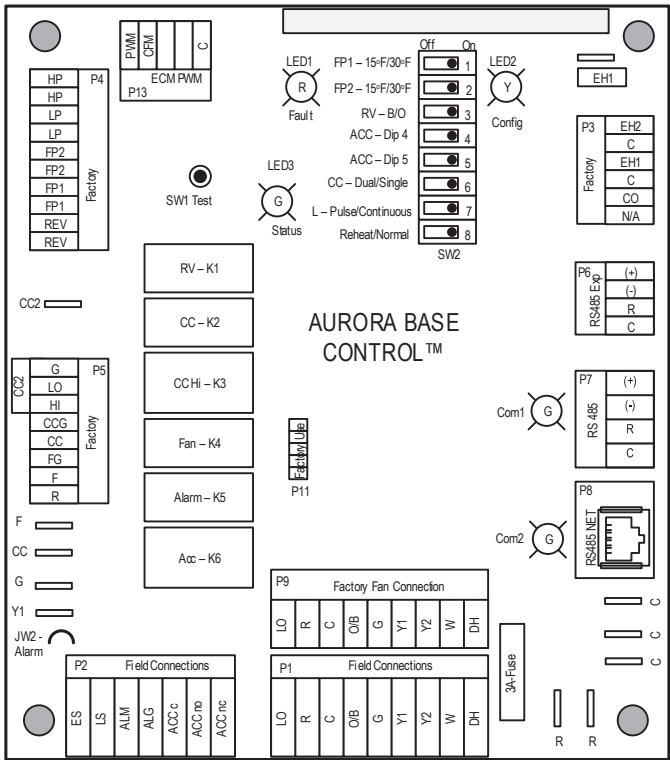 PWM
CFM
C
ECM PWM
P13
P4
HP
HP
LP
LP
FP2
FP2
FP1
FP1
REV
REV
Factory
SW1 Test
LED1
R
Fault
LED3
G
Status
Off On
FP1 – 15°F/30°F 1
FP2 – 15°F/30°F 2
RV – B/O 3
ACC – Dip 4 4
ACC – Dip 5 5
CC – Dual/Single 6
L – Pulse/Continuous 7
Reheat/Normal 8
SW2
LED2
Y
Config
EH1
P3
Factory
EH2
C
EH1
C
CO
N/A
P6
RS485 Exp
(+)
(-)
R
C
P7
RS 485
(+)
(-)
R
C
Com1
G
P8
RS485 NET
Com2
G
AURORA BASE
CONTROL™
RV – K1
CC – K2
CC Hi – K3
Fan – K4
Alarm – K5
Acc – K6
Factory Use
P11
CC2
CC2
P5
G
LO
HI
CCG
CC
FG
F
R
Factory
F
CC
G
Y1
JW2 -
Alarm
P2 Field Connections
ES
LS
ALM
ALG
ACC c
ACC no
ACC nc
P9 Factory Fan Connection
LO
R
C
O/B
G
Y1
Y2
W
DH
P1 Field Connections
LO
R
C
O/B
G
Y1
Y2
W
DH
3A-Fuse
C
C
C
R
R